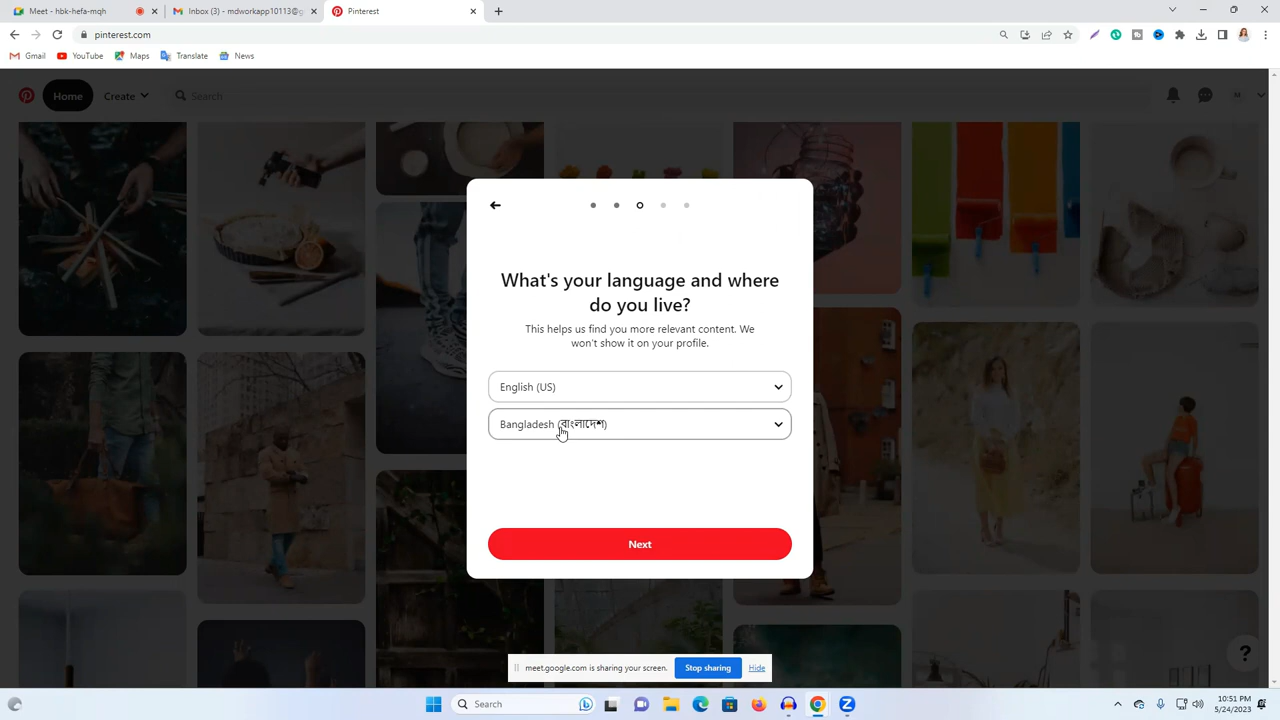 Meet - hbk-hefa-mqh
Inbox (3) - mdworkapp10113@g
Pinterest
pinterest.com
Gmail
YouTube
Maps
Translate
News
Home
Create
Search
What's your language and where
do you live?
This helps us find you more relevant content. We
won't show it on your profile.
English (US)
Bangladesh (বাংলাদেশ)
Next
?
meet.google.com is sharing your screen.
Stop sharing
Hide
Search
10:51 PM
5/24/2023